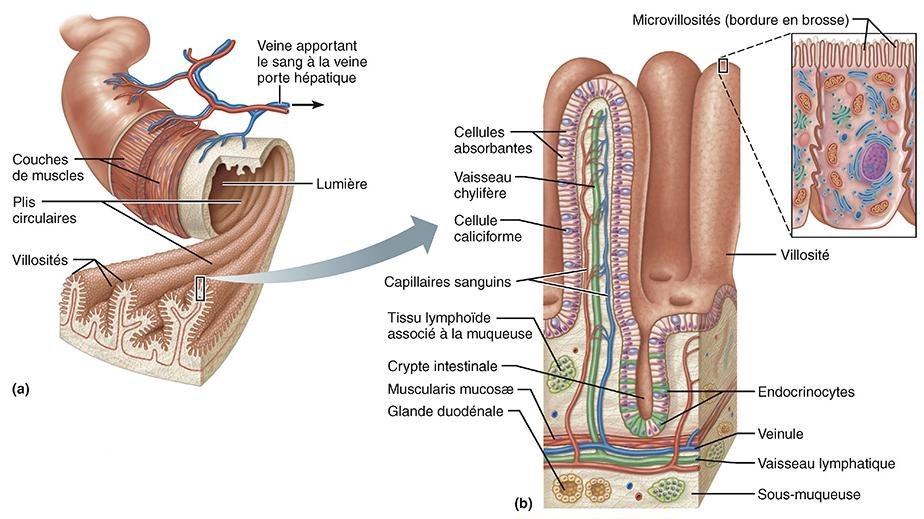 Veine apportant
le sang à la veine
porte hépatique
Couches
de muscles
Lumière
Plis
circulaires
Villosités
(a)
Microvillosités (bordure en brosse)
Cellules
absorbantes
Vaisseau
chylifère
Cellule
caliciforme
Villosité
Capillaires sanguins
Tissu lymphoïde
associé à la muqueuse
Crypte intestinale
Muscularis mucosæ
Glande duodénale
Endocrinocytes
Veinule
Vaisseau lymphatique
Sous-muqueuse
(b)